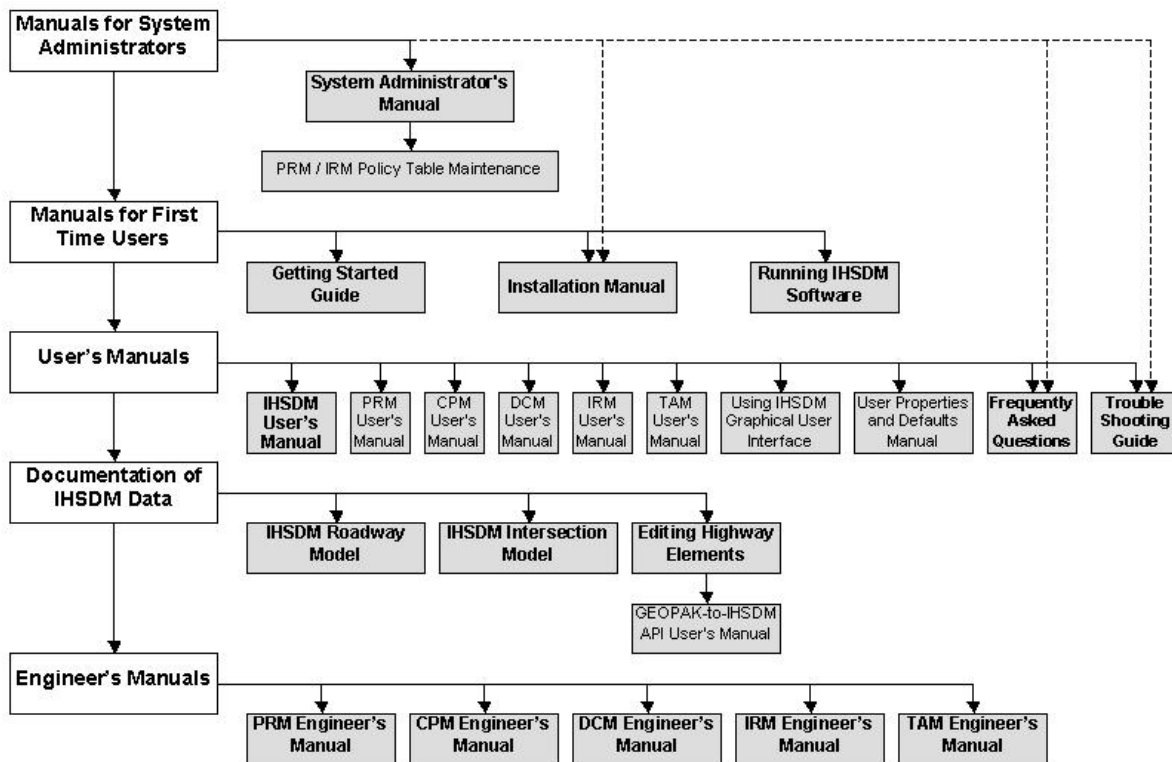 Manuals for System
Administrators
System Administrator's
Manual
PRM / IRM Policy Table Maintenance
Manuals for First
Time Users
Getting Started
Guide
Installation Manual
Running IHSDM
Software
User's Manuals
IHSDM
User's
Manual
PRM
User's
Manual
CPM
User's
Manual
DCM
User's
Manual
IRM
User's
Manual
TAM
User's
Manual
Using IHSDM
Graphical User
Interface
User Properties
and Defaults
Manual
Frequently
Asked
Questions
Trouble
Shooting
Guide
Documentation of
IHSDM Data
IHSDM Roadway
Model
IHSDM Intersection
Model
Editing Highway
Elements
GEOPAK-to-IHSDM
API User's Manual
Engineer's Manuals
PRM Engineer's
Manual
CPM Engineer's
Manual
DCM Engineer's
Manual
IRM Engineer's
Manual
TAM Engineer's
Manual